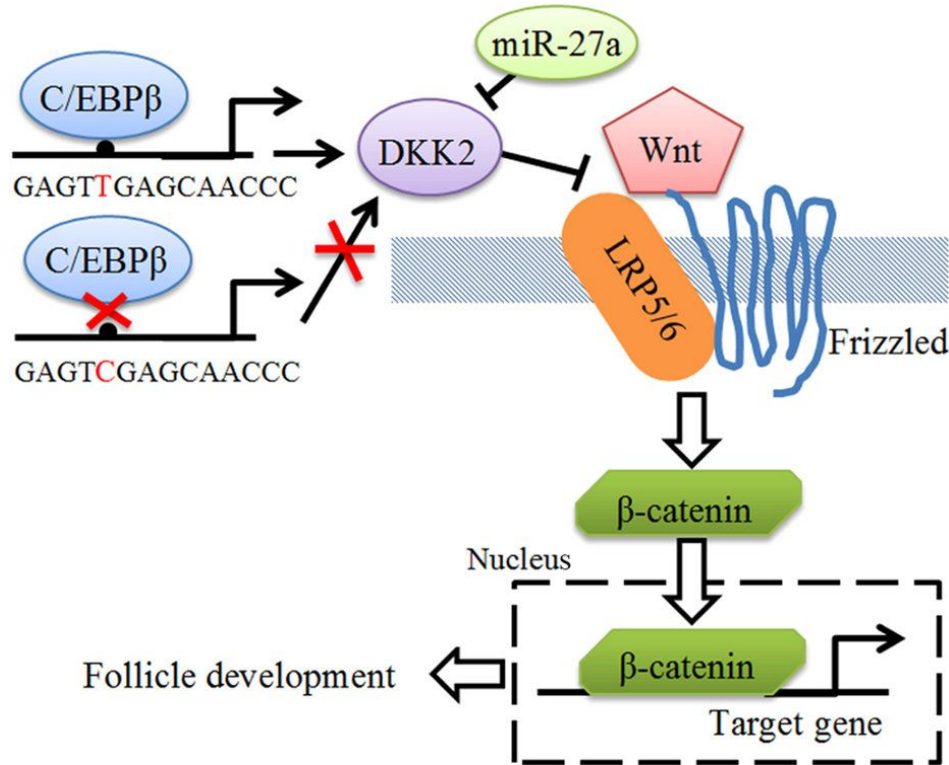 miR-27a
C/EBPβ
DKK2
Wnt
GAGTTGAGCAACCC
C/EBPβ
LRP5/6
GAGTCGAGCAACCC
Frizzled
β-catenin
Nucleus
β-catenin
Follicle development
Target gene